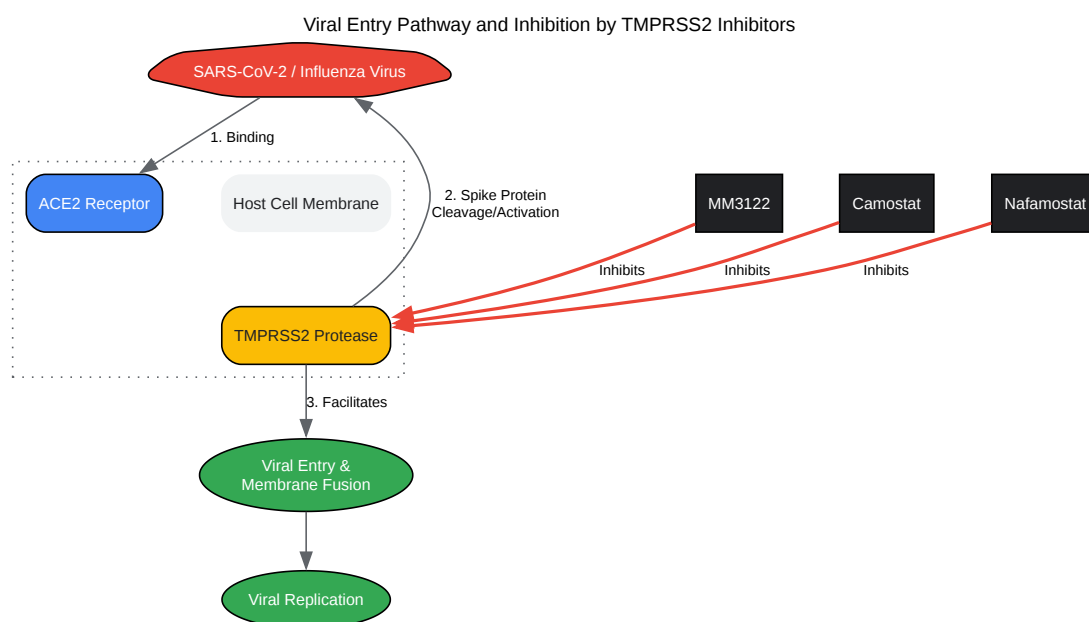 Viral Entry Pathway and Inhibition by TMPRSS2 Inhibitors
SARS-CoV-2 / Influenza Virus
1. Binding
ACE2 Receptor
Host Cell Membrane
2. Spike Protein
Cleavage/Activation
MM3122
Camostat
Nafamostat
Inhibits
Inhibits
Inhibits
TMPRSS2 Protease
3. Facilitates
Viral Entry &
Membrane Fusion
Viral Replication